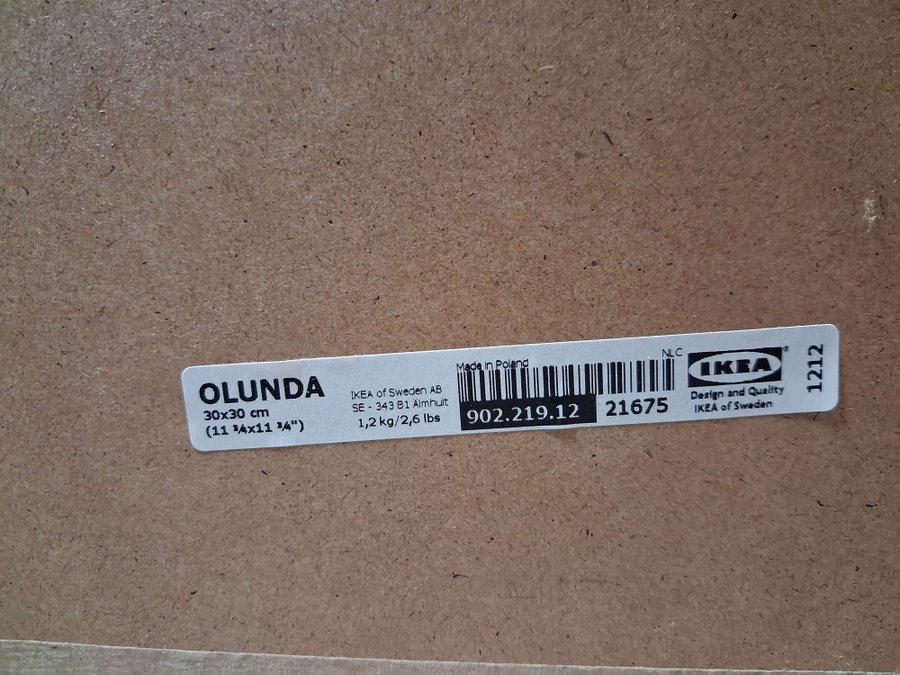 OLUNDA
30x30 cm
(11 ¾x11 ¾")
IKEA of Sweden AB
SE - 343 81 Älmhult
1,2 kg/2,6 lbs
Made in Poland
902.219.12
21675
NLC
IKEA
Design and Quality
IKEA of Sweden
1212